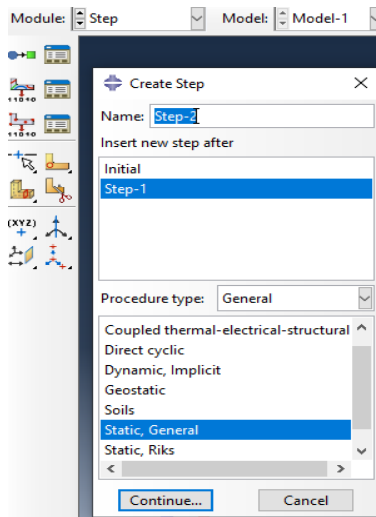 Module: Step Model: Model-1
Create Step
Name: Step-2
Insert new step after
Initial
Step-1
(XYZ)
Procedure type: General
Coupled thermal-electrical-structural
Direct cyclic
Dynamic, Implicit
Geostatic
Soils
Static, General
Static, Riks
Continue... Cancel